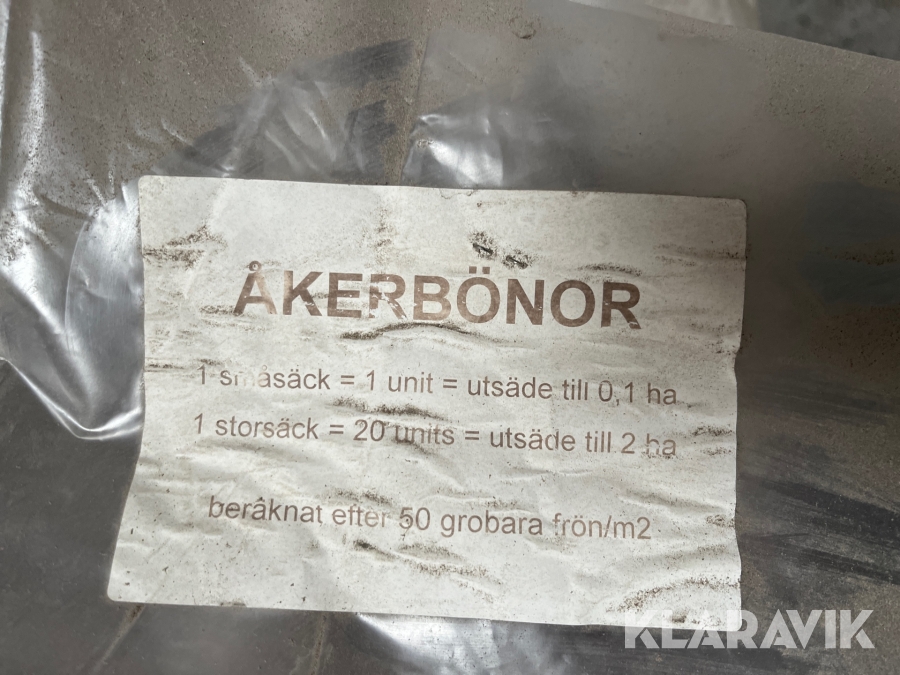 ÅKERBÖNOR
1 småsäck = 1 unit = utsäde till 0,1 ha
1 storsäck = 20 units = utsäde till 2 ha
beräknat efter 50 grobara frön/m2
KLARAVIK